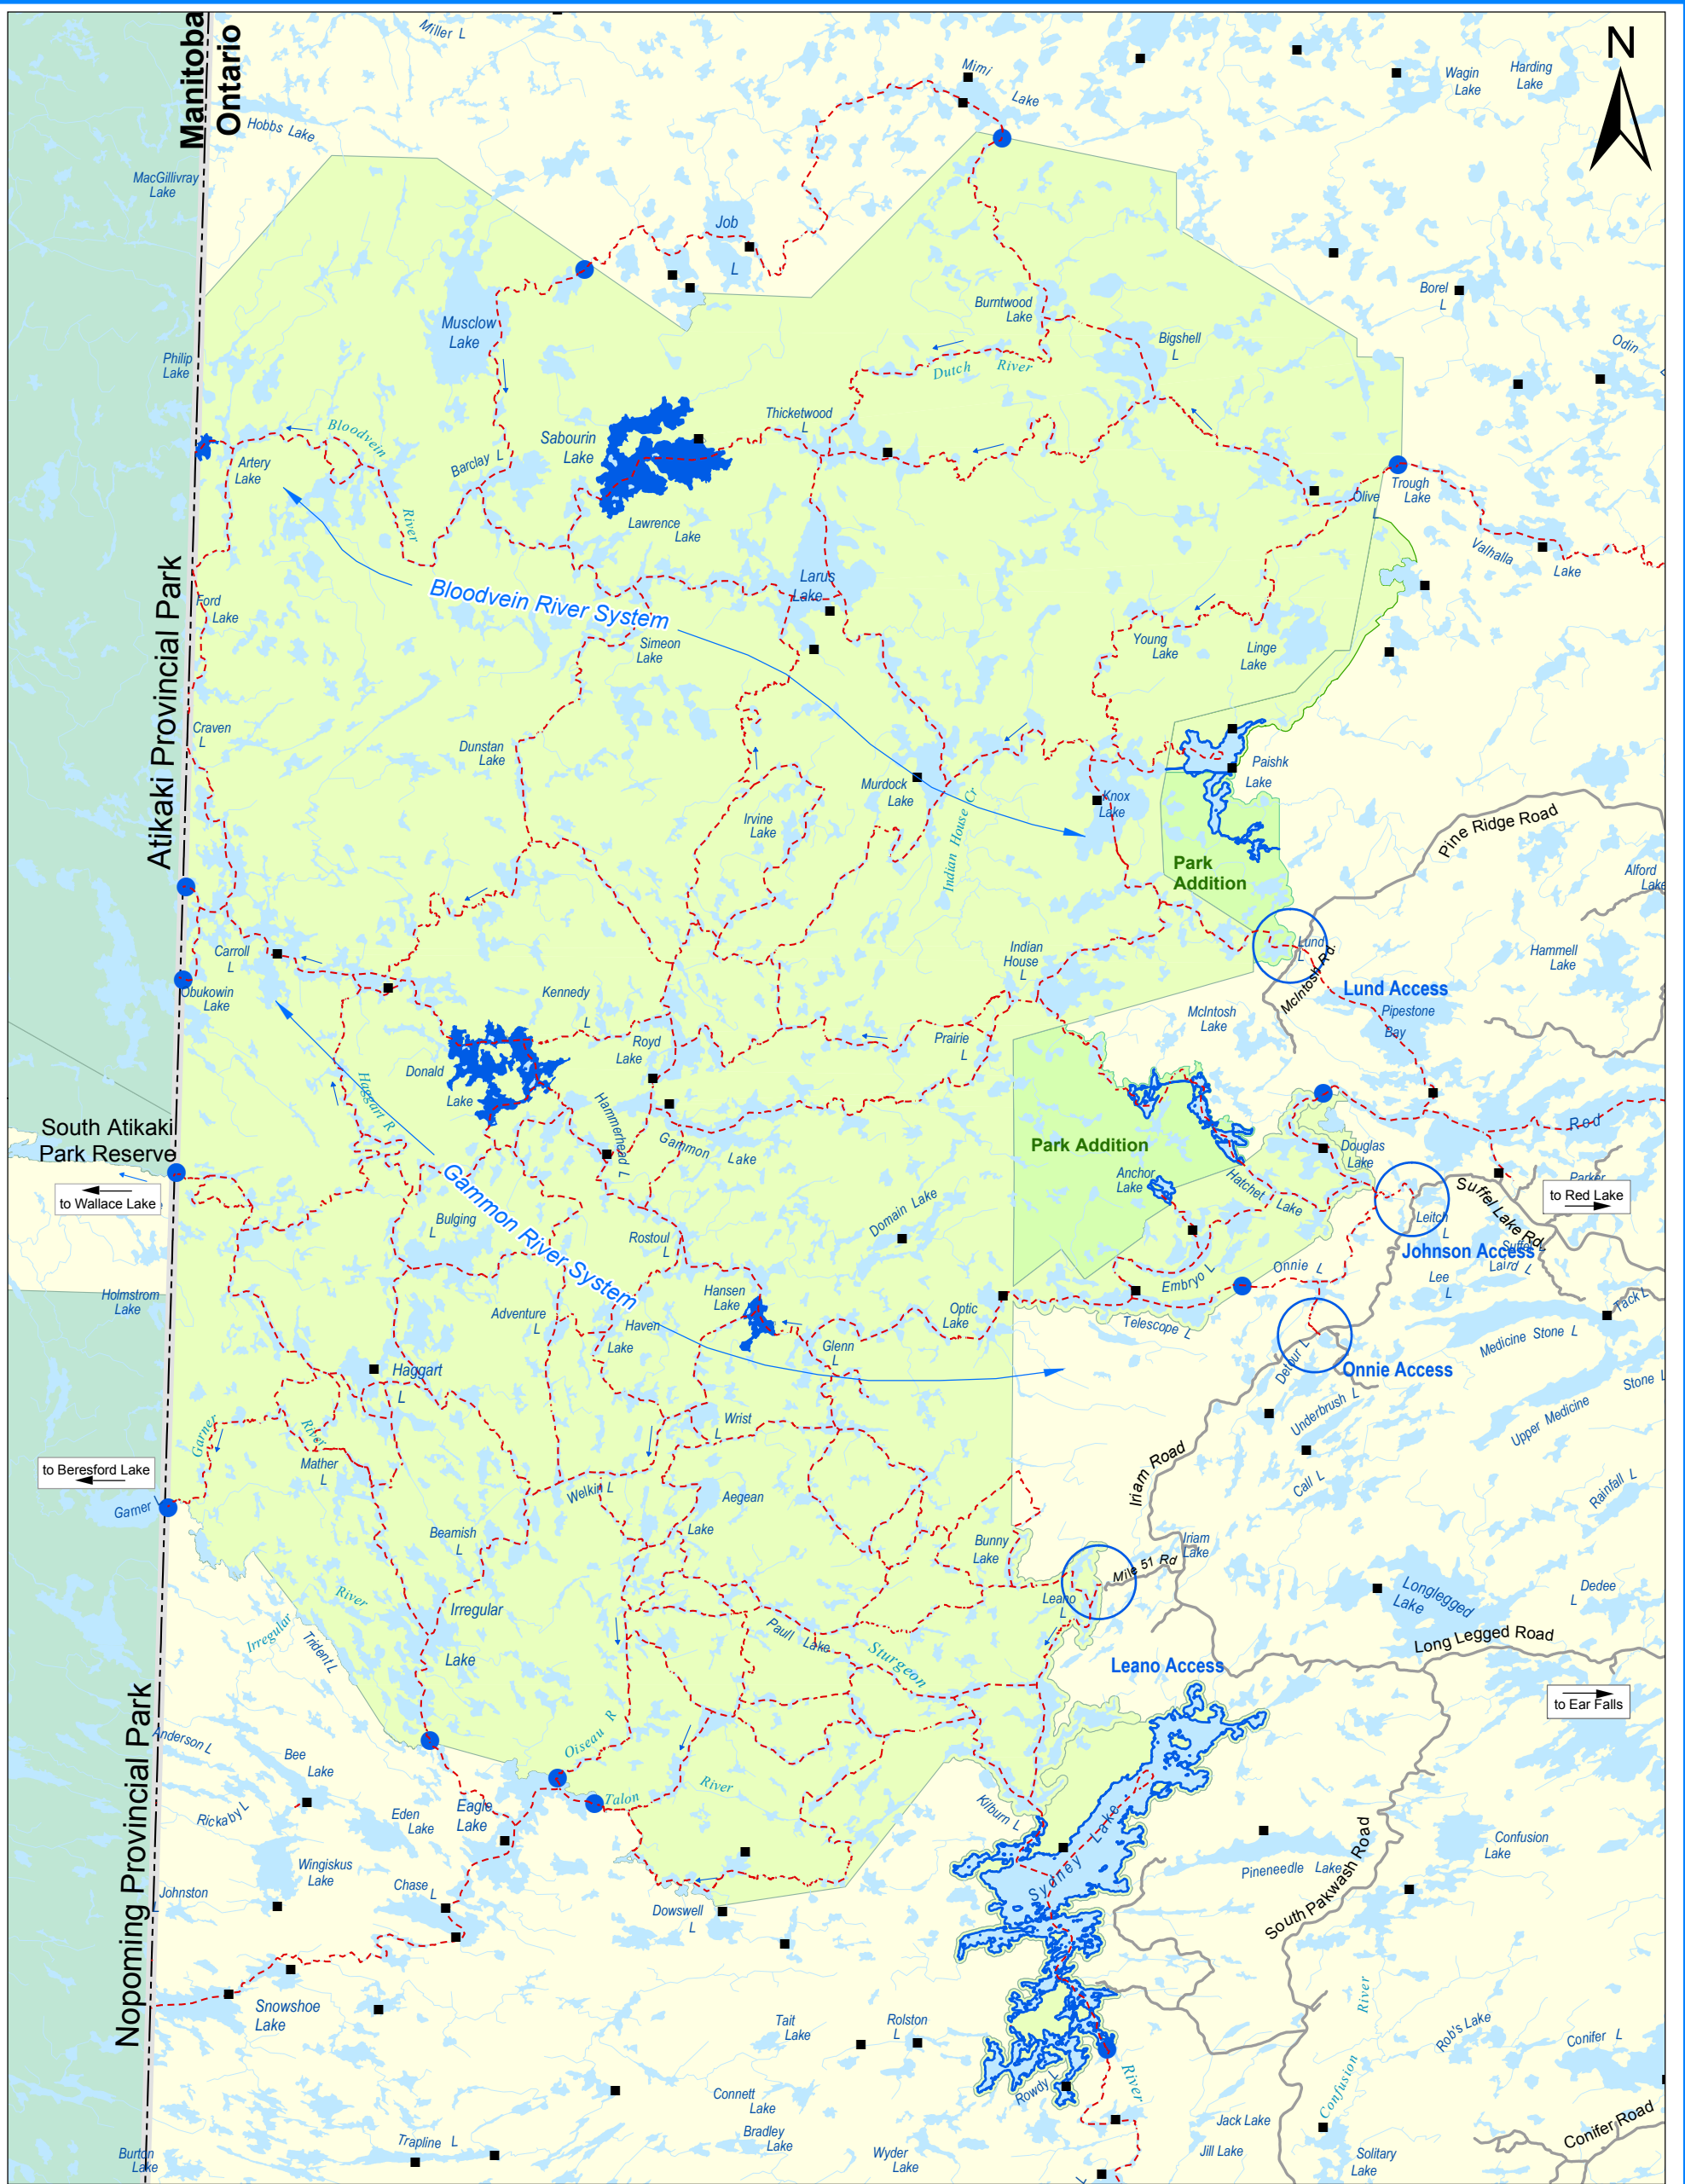 Manitoba
Ontario
N
Miller L
Mimi
Lake
Wagin
Lake
Harding
Lake
Hobbs Lake
MacGillivray
Lake
Job
L
Borel
L
Odin
Musclow
Lake
Burntwood
Lake
Bigshell
L
Philip
Lake
Dutch River
Thicketwood
L
Bloodvein
River
Artery
Lake
Barclay L
Sabourin
Lake
Lawrence
Lake
Olive
L
Trough
Lake
Valhalla
Lake
Atikaki Provincial Park
Ford
Lake
Bloodvein River System
Larus
Lake
Simeon
Lake
Young
Lake
Linge
Lake
Craven
L
Dunstan
Lake
Murdock
Lake
Irvine
Lake
Indian House Cr
Knox
Lake
Paishk
Lake
Park
Addition
Pine Ridge Road
Alford
Lake
Carroll
L
Obukowin
Lake
Kennedy
L
Indian
House
L
Lund
L
McIntosh Rd.
Lund Access
Hammell
Lake
McIntosh
Lake
Pipestone
Bay
Royd
Lake
Prairie
L
Donald
Lake
Haggart R
Hammerhead L
Gammon Lake
South Atikaki
Park Reserve
to Wallace Lake
Park Addition
Anchor
Lake
Hatchet Lake
Douglas
Lake
Red
Parker
to Red Lake
Suffel Lake Rd.
Leitch
L
Johnson Access
Suffel L
Laird L
Lee
L
Tack L
Gammon River System
Bulging
L
Rostoul
L
Domain Lake
Holmstrom
Lake
Adventure
L
Haven
Lake
Hansen
Lake
Glenn
L
Optic
Lake
Embryo L
Onnie L
Telescope L
Medicine Stone L
Detour L
Onnie Access
Underbrush L
Upper Medicine
Stone L
Haggart
L
Garner
River
Mather
L
Wrist
L
Iriam Road
Call L
Rainfall L
to Beresford Lake
Garner L
Welkin L
Aegean
Lake
Beamish
L
Bunny
Lake
Iriam
Lake
Mile 51 Rd
Leano
L
Longlegged
Lake
Dedee
L
Irregular
River
Trident L
Irregular
Lake
Paull Lake
Sturgeon
Long Legged Road
Leano Access
to Ear Falls
Nopoming Provincial Park
Anderson L
Bee
Lake
Rickaby L
Oiseau R
Talon
River
Eden
Lake
Eagle
Lake
Kilburn L
Sydney Lake
Pineneedle Lake
South Pakwash Road
Confusion
Lake
Wingiskus
Lake
Johnston
L
Chase
L
Dowswell
L
Snowshoe
Lake
Tait
Lake
Rolston
L
Confusion River
Rob's Lake
Conifer L
Rowdy L
River
Connett
Lake
Bradley
Lake
Wyder
Lake
Jack Lake
Jill Lake
Solitary
Lake
Conifer Road
Trapline L
Burton
Lake
L